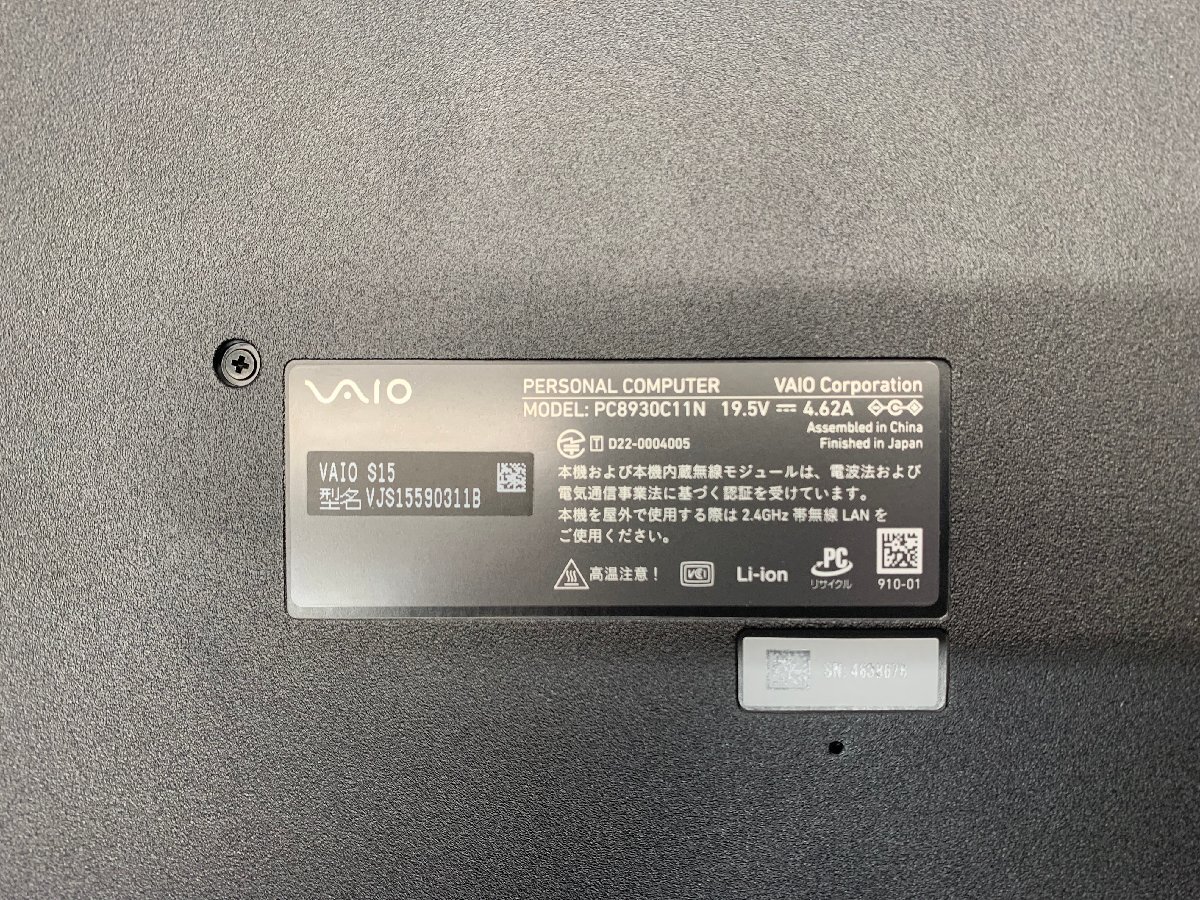 VAIO
PERSONAL COMPUTER VAIO Corporation
MODEL: PC8930C11N 19.5V 4.62A
Assembled in China
Finished in Japan
T D22-0004005
VAIO S15
型名 VJS15590311B
本機および本機内蔵無線モジュールは、電波法および
電気通信事業法に基づく認証を受けています。
本機を屋外で使用する際は 2.4GHz 帯無線 LAN を
ご使用ください。
高温注意！
VCCI
Li-ion
PC
リサイクル
910-01
SN: